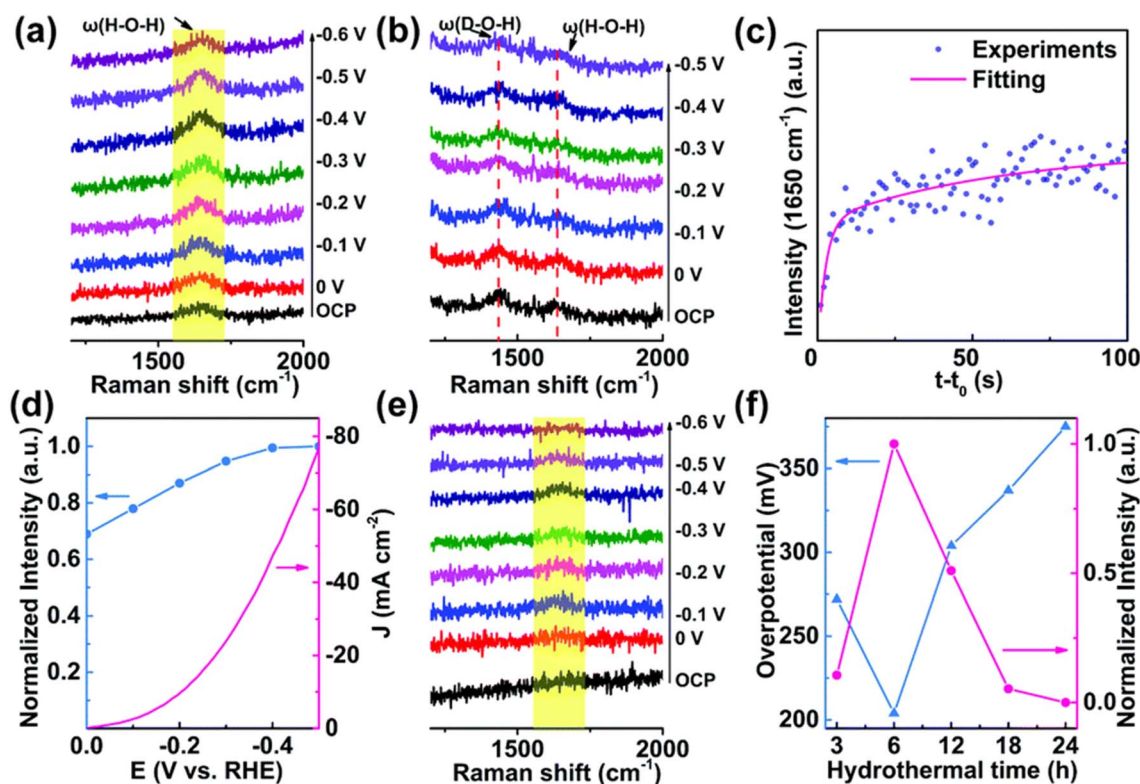 (a)
ω(H-O-H)
-0.6 V
-0.5 V
-0.4 V
-0.3 V
-0.2 V
-0.1 V
0 V
OCP
1500
2000
Raman shift (cm⁻¹)
(b)
ω(D-O-H)
ω(H-O-H)
-0.5 V
-0.4 V
-0.3 V
-0.2 V
-0.1 V
0 V
OCP
1500
2000
Raman shift (cm⁻¹)
(c)
Experiments
Fitting
Intensity (1650 cm⁻¹) (a.u.)
0
50
100
t-t₀ (s)
(d)
Normalized Intensity (a.u.)
1.0
0.8
0.6
0.4
0.2
0.0
-0.2
-0.4
E (V vs. RHE)
-80
-60
-40
-20
0
J (mA cm⁻²)
(e)
-0.6 V
-0.5 V
-0.4 V
-0.3 V
-0.2 V
-0.1 V
0 V
OCP
1500
2000
Raman shift (cm⁻¹)
(f)
Overpotential (mV)
350
300
250
200
3
6
12
18
24
Hydrothermal time (h)
1.0
0.5
0.0
Normalized Intensity (a.u.)